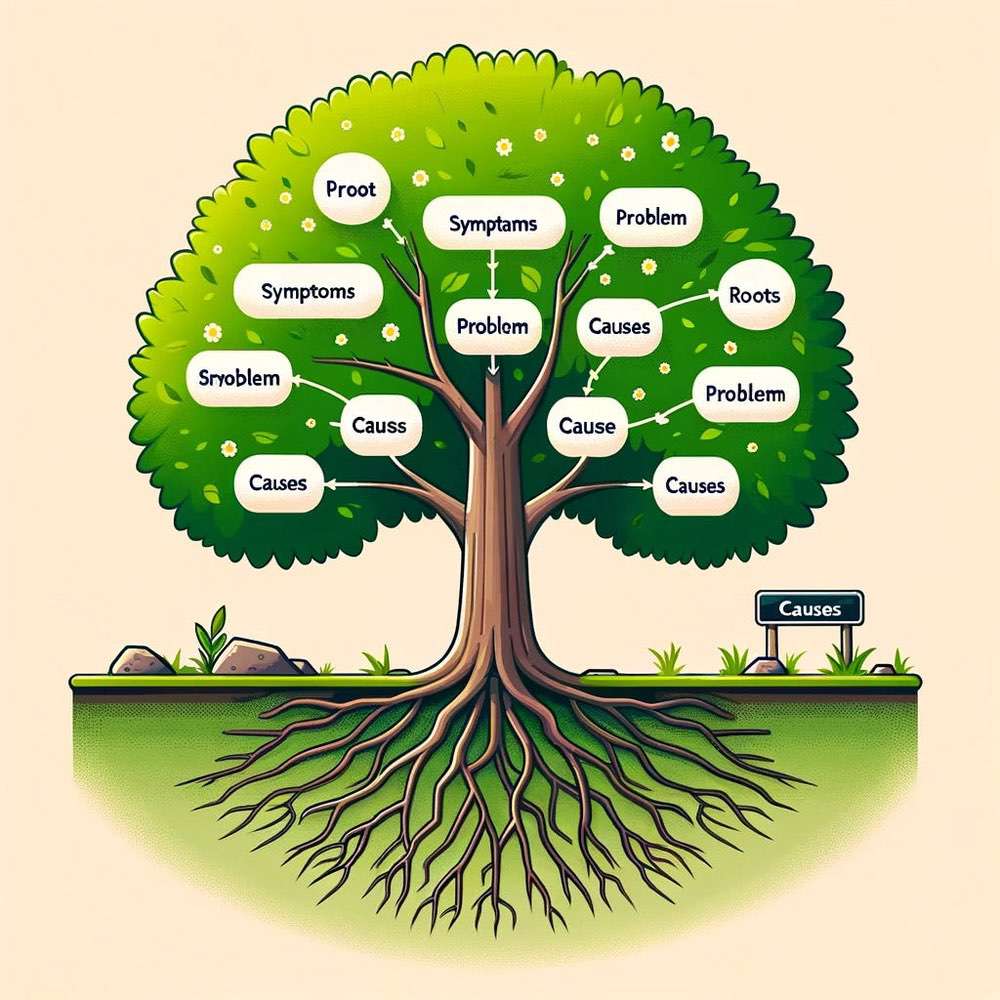 Proot
Symptams
Problem
Symptoms
Problem
Causes
Roots
Sryoblem
Causs
Cause
Problem
Causes
Causes
Causes